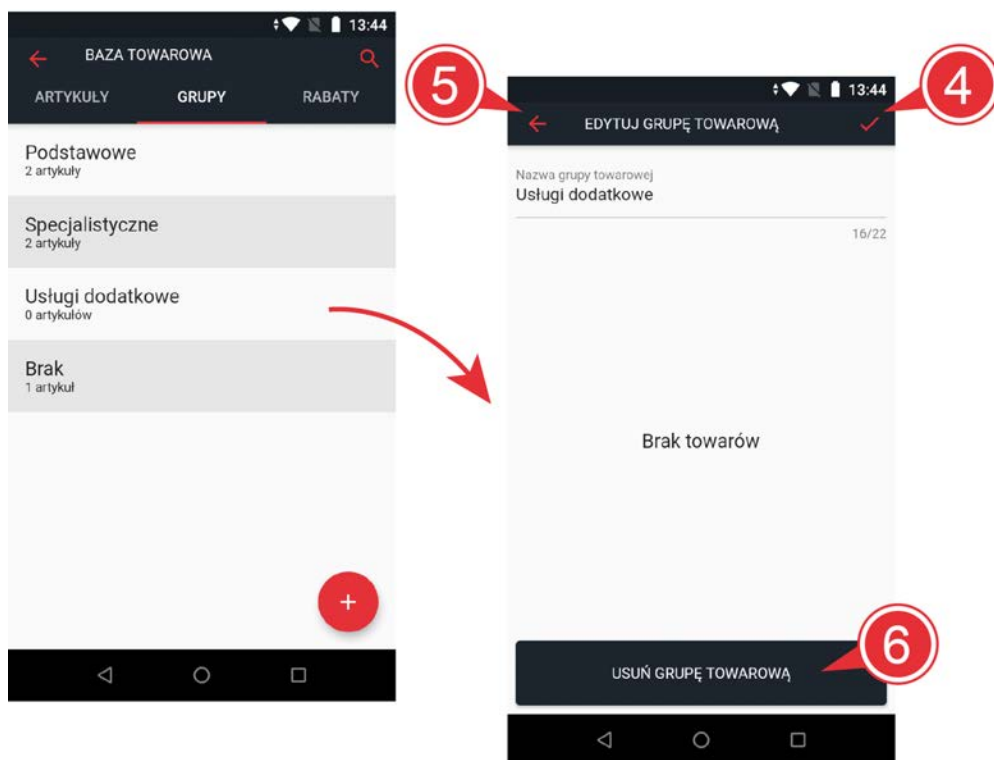 13:44
BAZA TOWAROWA
ARTYKUŁY GRUPY RABATY
Podstawowe
2 artykuły
Specjalistyczne
2 artykuły
Usługi dodatkowe
0 artykułów
Brak
1 artykuł
+
5
4
13:44
EDYTUJ GRUPĘ TOWAROWĄ
Nazwa grupy towarowej
Usługi dodatkowe
16/22
Brak towarów
6
USUŃ GRUPĘ TOWAROWĄ